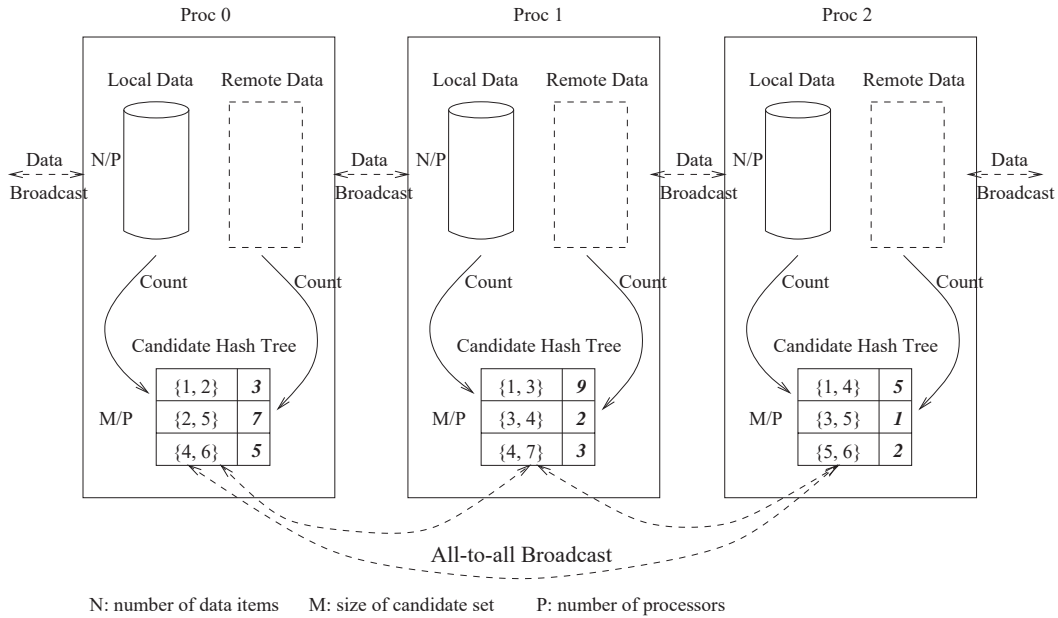 Proc 0
Proc 1
Proc 2
Local Data
Remote Data
Local Data
Remote Data
Local Data
Remote Data
Data
Broadcast
N/P
Data
Broadcast
N/P
Data
Broadcast
N/P
Data
Broadcast
Count
Count
Count
Count
Count
Count
Candidate Hash Tree
Candidate Hash Tree
Candidate Hash Tree
M/P
{1, 2} 3
{2, 5} 7
{4, 6} 5
M/P
{1, 3} 9
{3, 4} 2
{4, 7} 3
M/P
{1, 4} 5
{3, 5} 1
{5, 6} 2
All-to-all Broadcast
N: number of data items M: size of candidate set P: number of processors